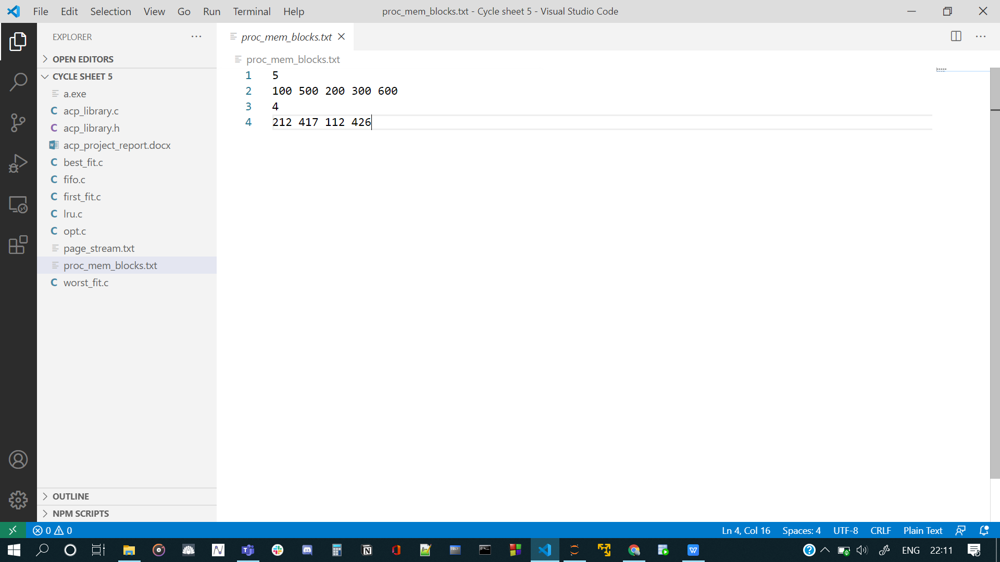 File Edit Selection View Go Run Terminal Help
proc_mem_blocks.txt - Cycle sheet 5 - Visual Studio Code
EXPLORER
OPEN EDITORS
CYCLE SHEET 5
a.exe
C acp_library.c
C acp_library.h
acp_project_report.docx
C best_fit.c
C fifo.c
C first_fit.c
C lru.c
C opt.c
page_stream.txt
proc_mem_blocks.txt
C worst_fit.c
OUTLINE
NPM SCRIPTS
proc_mem_blocks.txt
proc_mem_blocks.txt
1 5
2 100 500 200 300 600
3 4
4 212 417 112 426
0 0
Ln 4, Col 16 Spaces: 4 UTF-8 CRLF Plain Text
ENG 22:11